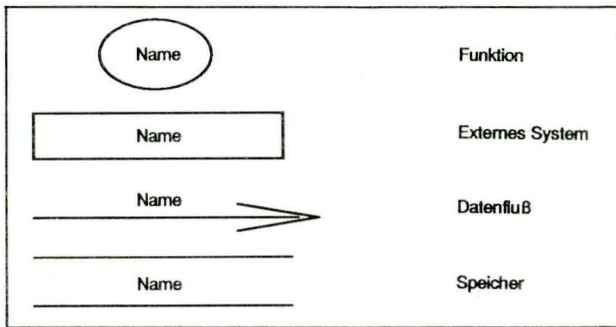 Name Funktion
Name Externes System
Name Datenfluß
Name Speicher